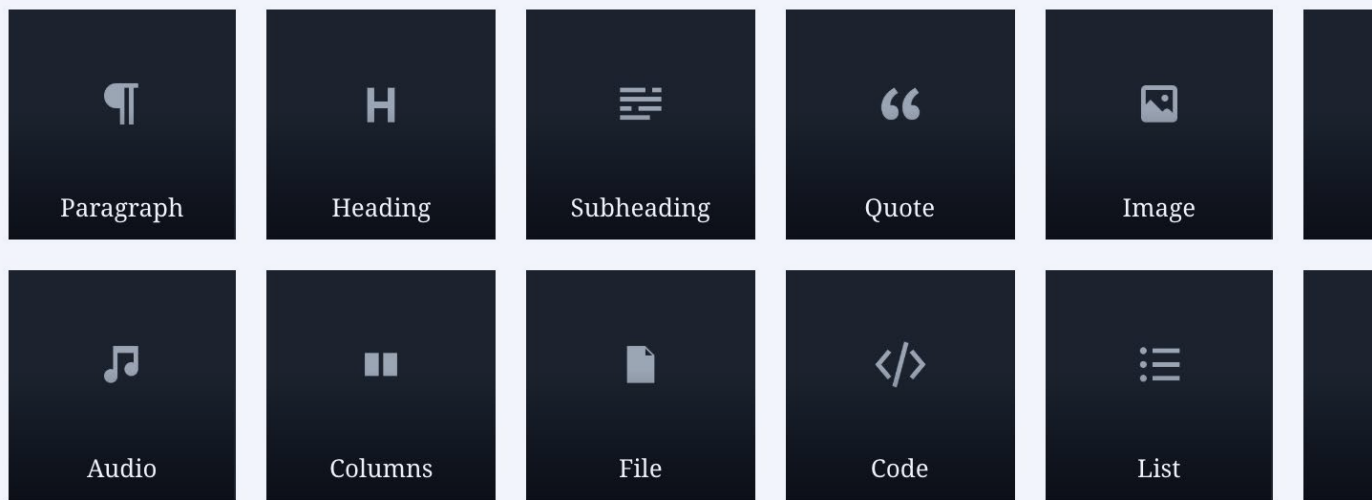 Paragraph
Heading
Subheading
Quote
Image
Audio
Columns
File
Code
List